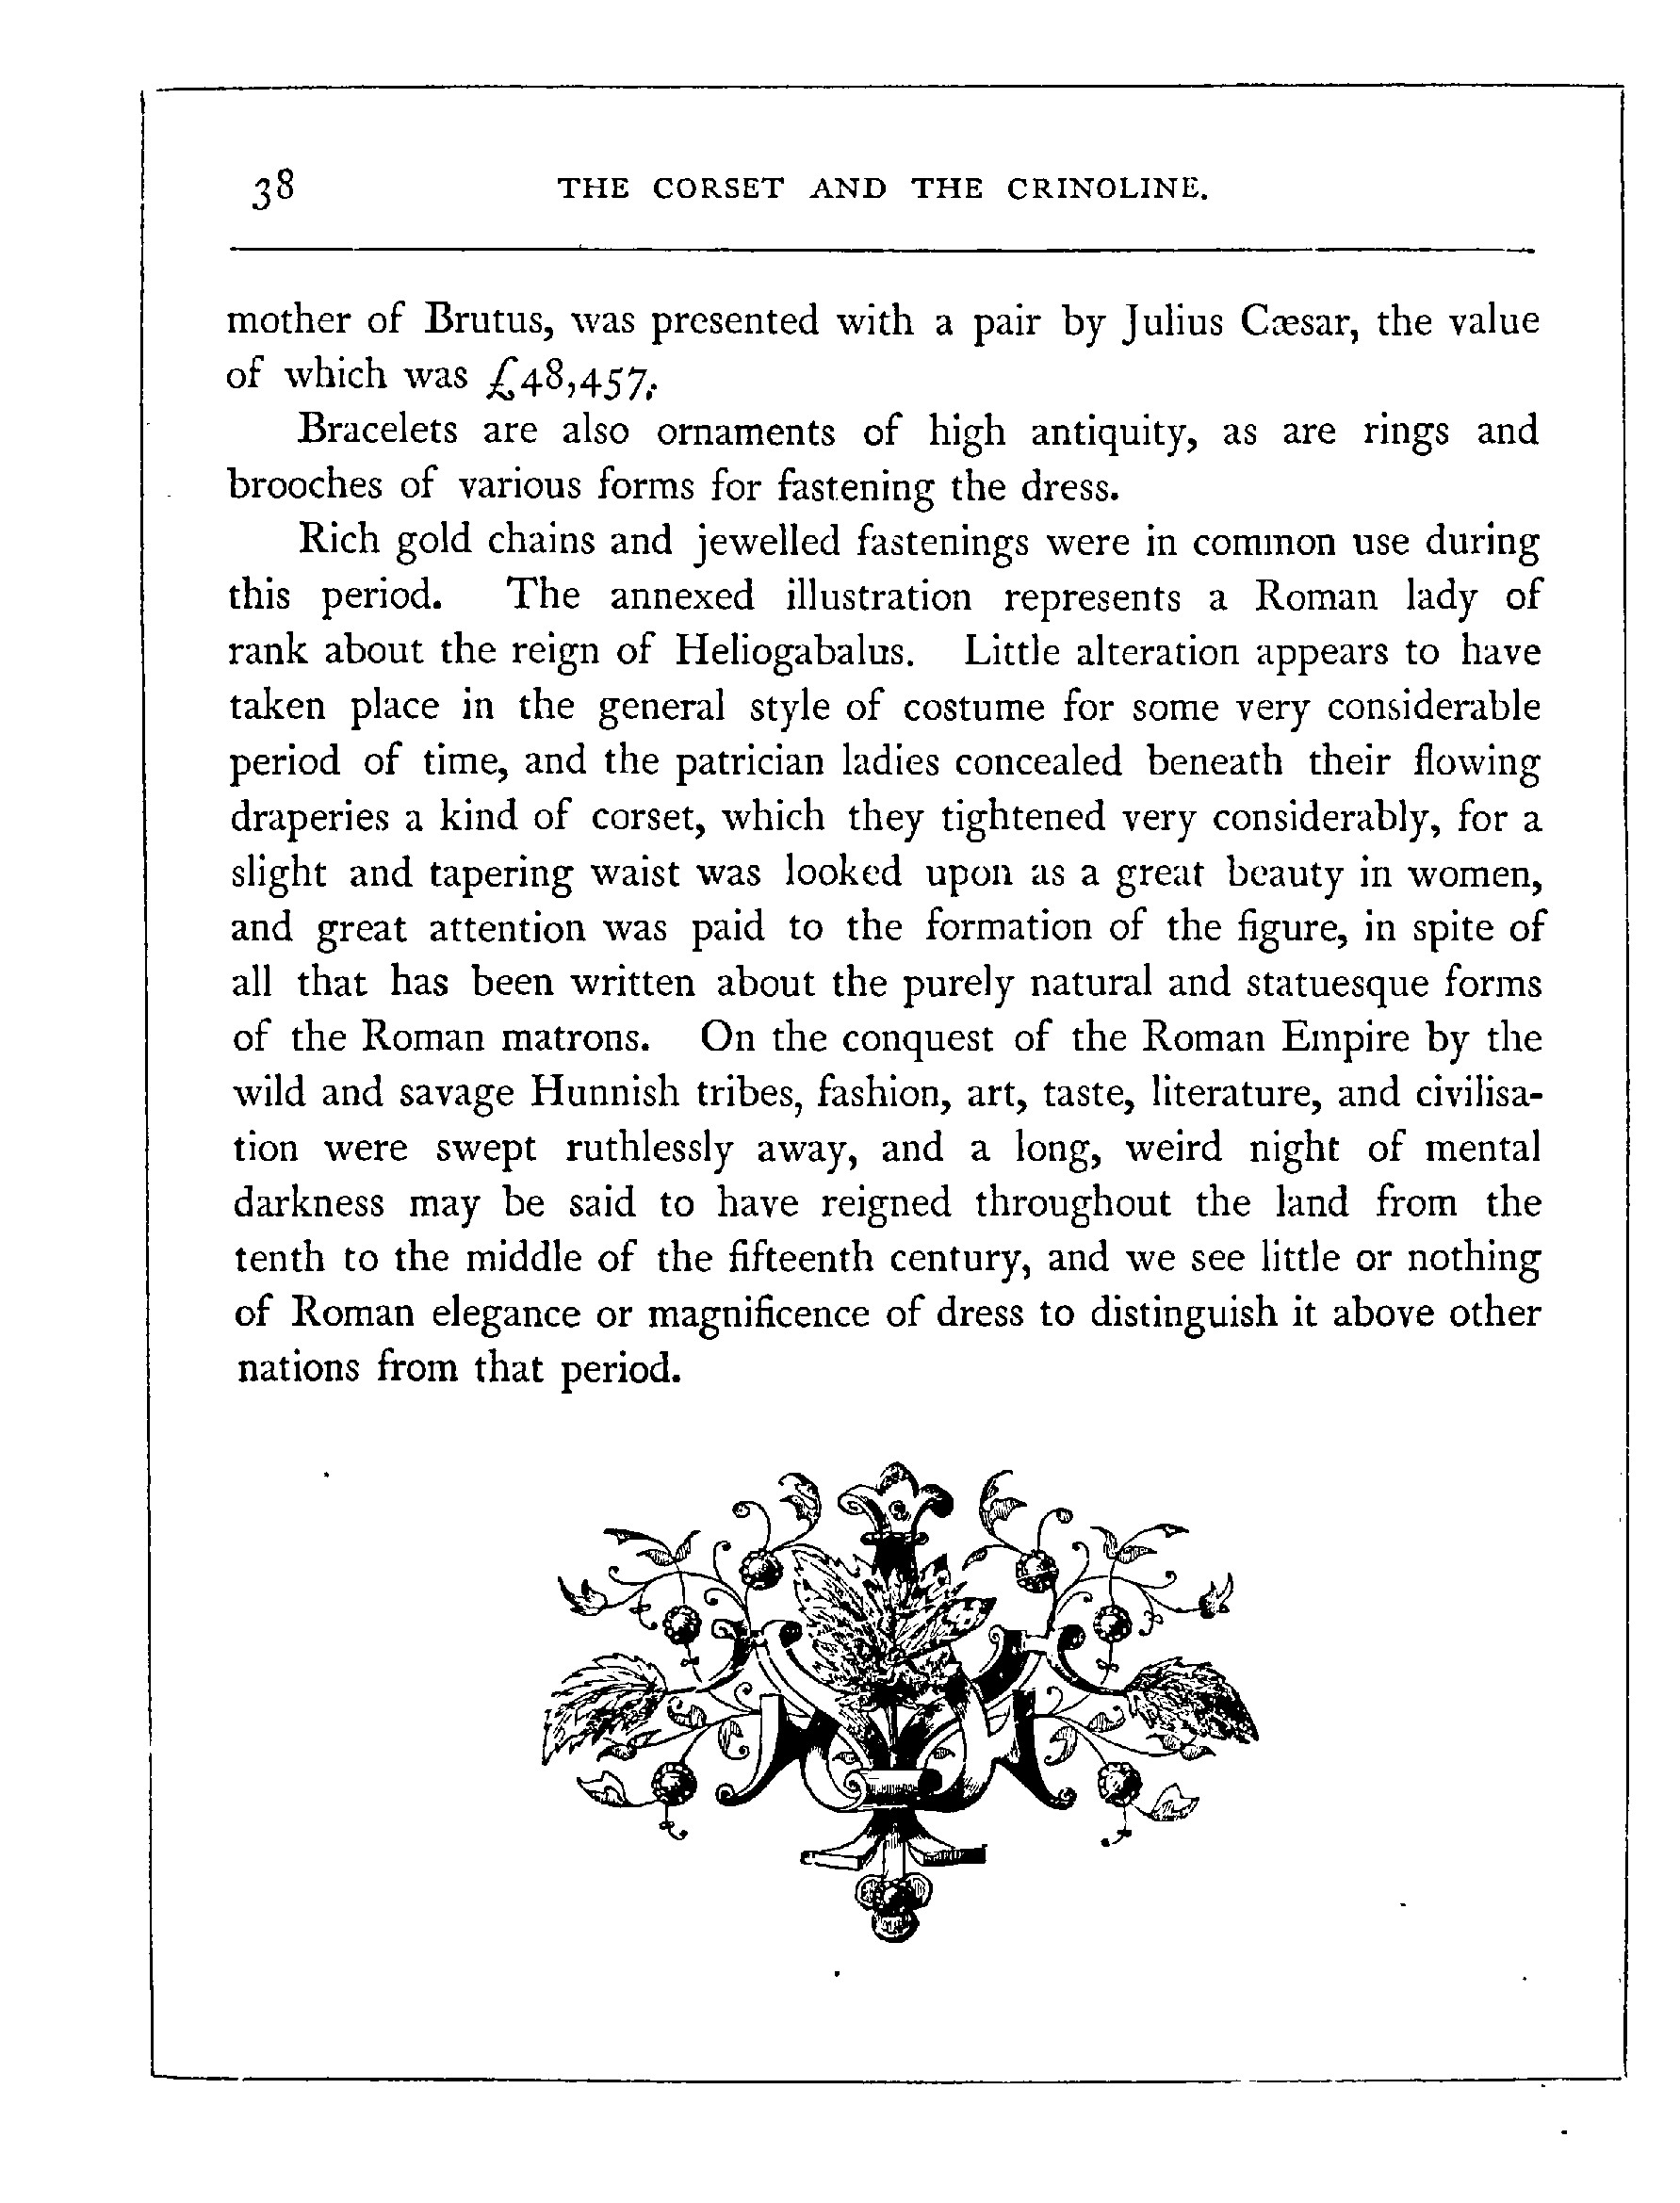 38 THE CORSET AND THE CRINOLINE.
mother of Brutus, was presented with a pair by Julius Cæsar, the value
of which was £48,457.
Bracelets are also ornaments of high antiquity, as are rings and
brooches of various forms for fastening the dress.
Rich gold chains and jewelled fastenings were in common use during
this period. The annexed illustration represents a Roman lady of
rank about the reign of Heliogabalus. Little alteration appears to have
taken place in the general style of costume for some very considerable
period of time, and the patrician ladies concealed beneath their flowing
draperies a kind of corset, which they tightened very considerably, for a
slight and tapering waist was looked upon as a great beauty in women,
and great attention was paid to the formation of the figure, in spite of
all that has been written about the purely natural and statuesque forms
of the Roman matrons. On the conquest of the Roman Empire by the
wild and savage Hunnish tribes, fashion, art, taste, literature, and civilisa-
tion were swept ruthlessly away, and a long, weird night of mental
darkness may be said to have reigned throughout the land from the
tenth to the middle of the fifteenth century, and we see little or nothing
of Roman elegance or magnificence of dress to distinguish it above other
nations from that period.